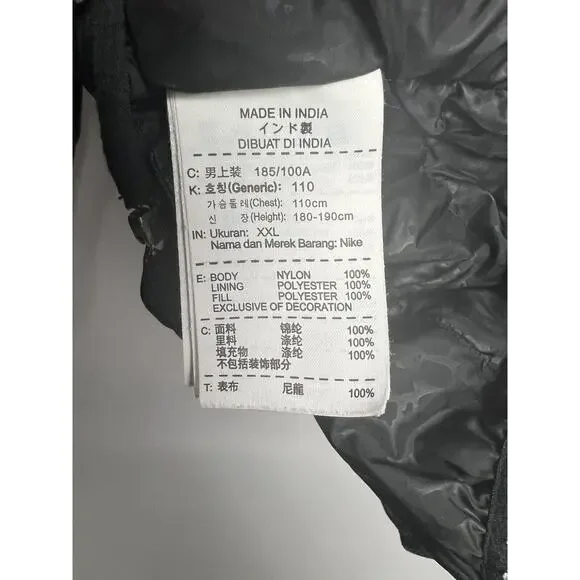 MADE IN INDIA
インド製
DIBUAT DI INDIA
C: 男上装 185/100A
K: 호칭(Generic): 110
가슴둘레(Chest): 110cm
신 장(Height): 180-190cm
IN: Ukuran: XXL
Nama dan Merek Barang: Nike
E: BODY NYLON 100%
LINING POLYESTER 100%
FILL POLYESTER 100%
EXCLUSIVE OF DECORATION
C: 面料 锦纶 100%
里料 涤纶 100%
填充物 涤纶 100%
不包括装饰部分
T: 表布 尼龍 100%